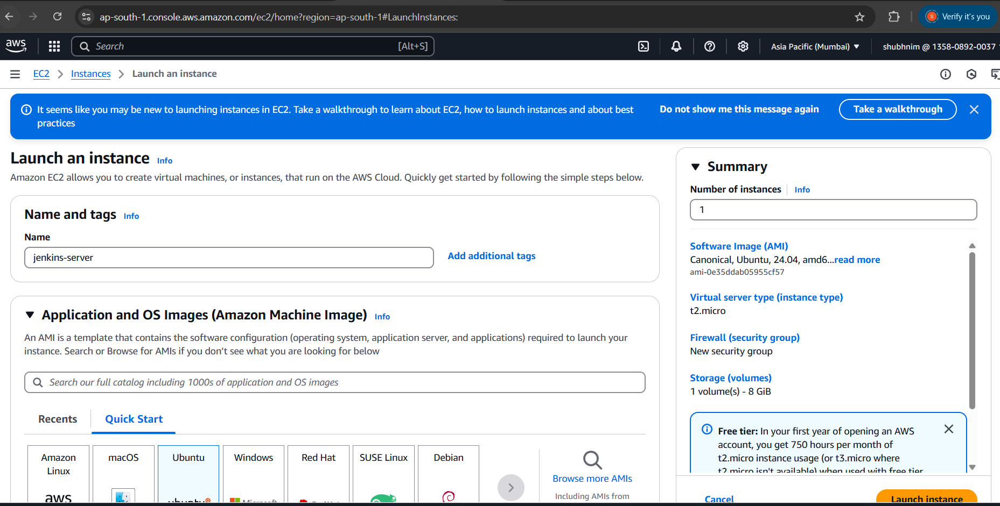 ap-south-1.console.aws.amazon.com/ec2/home?region=ap-south-1#LaunchInstances:
S Verify it's you
aws
Search [Alt+S]
Asia Pacific (Mumbai) ▼
shubhnim @ 1358-0892-0037
EC2 > Instances > Launch an instance
It seems like you may be new to launching instances in EC2. Take a walkthrough to learn about EC2, how to launch instances and about best
practices
Do not show me this message again
Take a walkthrough
Launch an instance Info
Amazon EC2 allows you to create virtual machines, or instances, that run on the AWS Cloud. Quickly get started by following the simple steps below.
Name and tags Info
Name
jenkins-server
Add additional tags
Application and OS Images (Amazon Machine Image) Info
An AMI is a template that contains the software configuration (operating system, application server, and applications) required to launch your
instance. Search or Browse for AMIs if you don't see what you are looking for below
Search our full catalog including 1000s of application and OS images
Recents
Quick Start
Amazon
Linux
aws
macOS
Ubuntu
ubuntu
Windows
Microsoft
Red Hat
SUSE Linux
Debian
Browse more AMIs
Including AMIs from
Summary
Number of instances Info
1
Software Image (AMI)
Canonical, Ubuntu, 24.04, amd6...read more
ami-0e35ddab05955cf57
Virtual server type (instance type)
t2.micro
Firewall (security group)
New security group
Storage (volumes)
1 volume(s) - 8 GiB
Free tier: In your first year of opening an AWS
account, you get 750 hours per month of
t2.micro instance usage (or t3.micro where
t2.micro isn't available) when used with free tier
Cancel
Launch instance